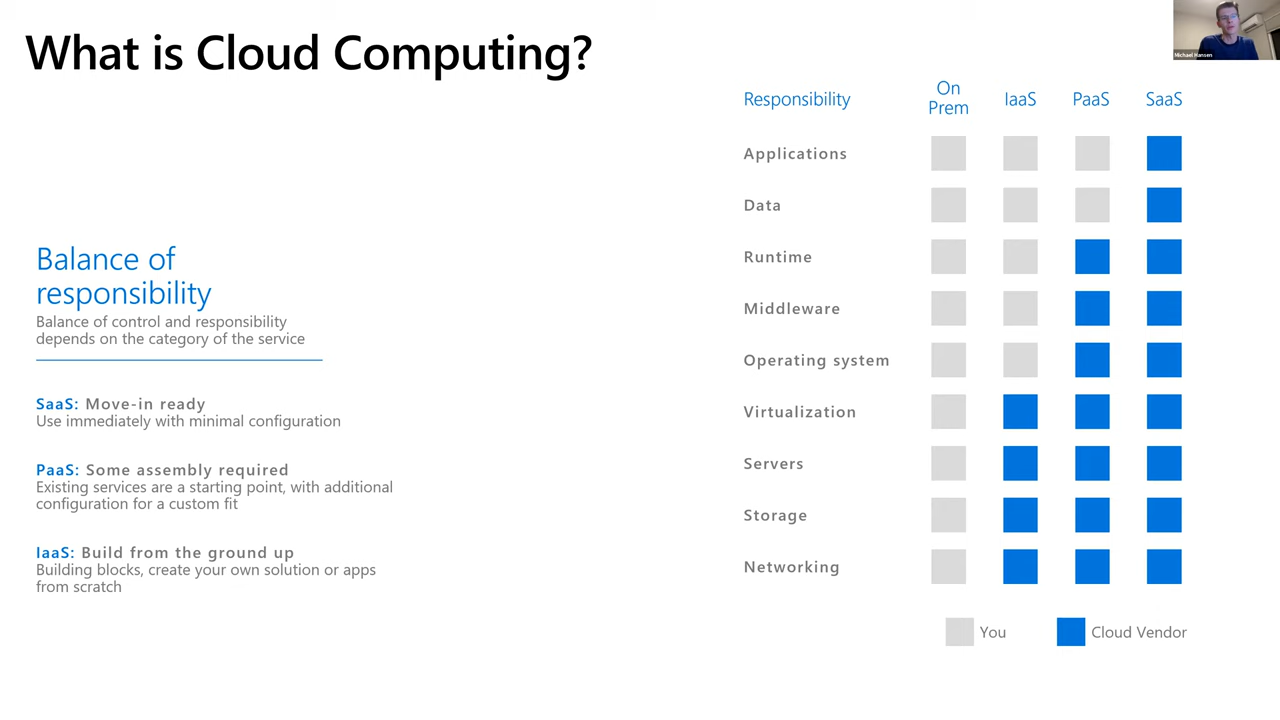 What is Cloud Computing?
Michael Hansen
Balance of
responsibility
Balance of control and responsibility
depends on the category of the service
SaaS: Move-in ready
Use immediately with minimal configuration
PaaS: Some assembly required
Existing services are a starting point, with additional
configuration for a custom fit
IaaS: Build from the ground up
Building blocks, create your own solution or apps
from scratch
Responsibility On Prem IaaS PaaS SaaS
Applications
Data
Runtime
Middleware
Operating system
Virtualization
Servers
Storage
Networking
You Cloud Vendor